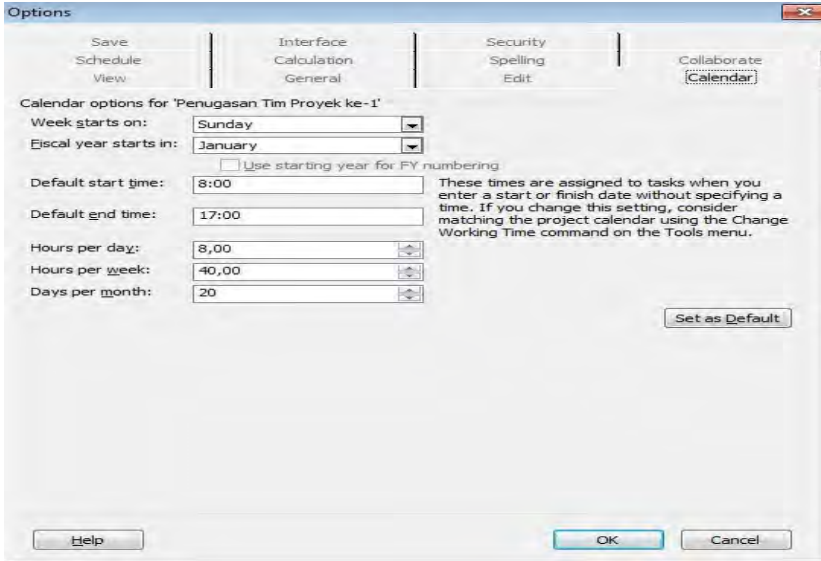 Options
Save Interface Security
Schedule Calculation Spelling Collaborate
View General Edit Calendar
Calendar options for 'Penugasan Tim Proyek ke-1'
Week starts on: Sunday
Fiscal year starts in: January
Use starting year for FY numbering
Default start time: 8:00
Default end time: 17:00
These times are assigned to tasks when you
enter a start or finish date without specifying a
time. If you change this setting, consider
matching the project calendar using the Change
Working Time command on the Tools menu.
Hours per day: 8,00
Hours per week: 40,00
Days per month: 20
Set as Default
Help OK Cancel